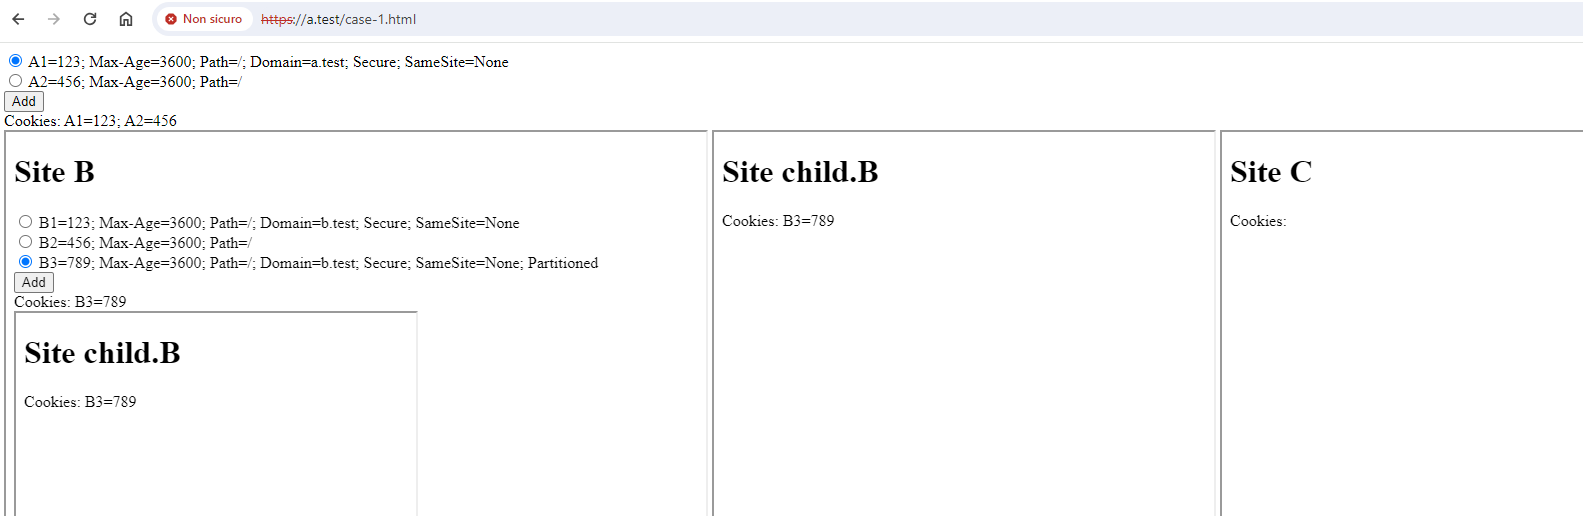 Non sicuro https://a.test/case-1.html
A1=123; Max-Age=3600; Path=/; Domain=a.test; Secure; SameSite=None
A2=456; Max-Age=3600; Path=/
Add
Cookies: A1=123; A2=456
Site B
B1=123; Max-Age=3600; Path=/; Domain=b.test; Secure; SameSite=None
B2=456; Max-Age=3600; Path=/
B3=789; Max-Age=3600; Path=/; Domain=b.test; Secure; SameSite=None; Partitioned
Add
Cookies: B3=789
Site child.B
Cookies: B3=789
Site child.B
Cookies: B3=789
Site C
Cookies: